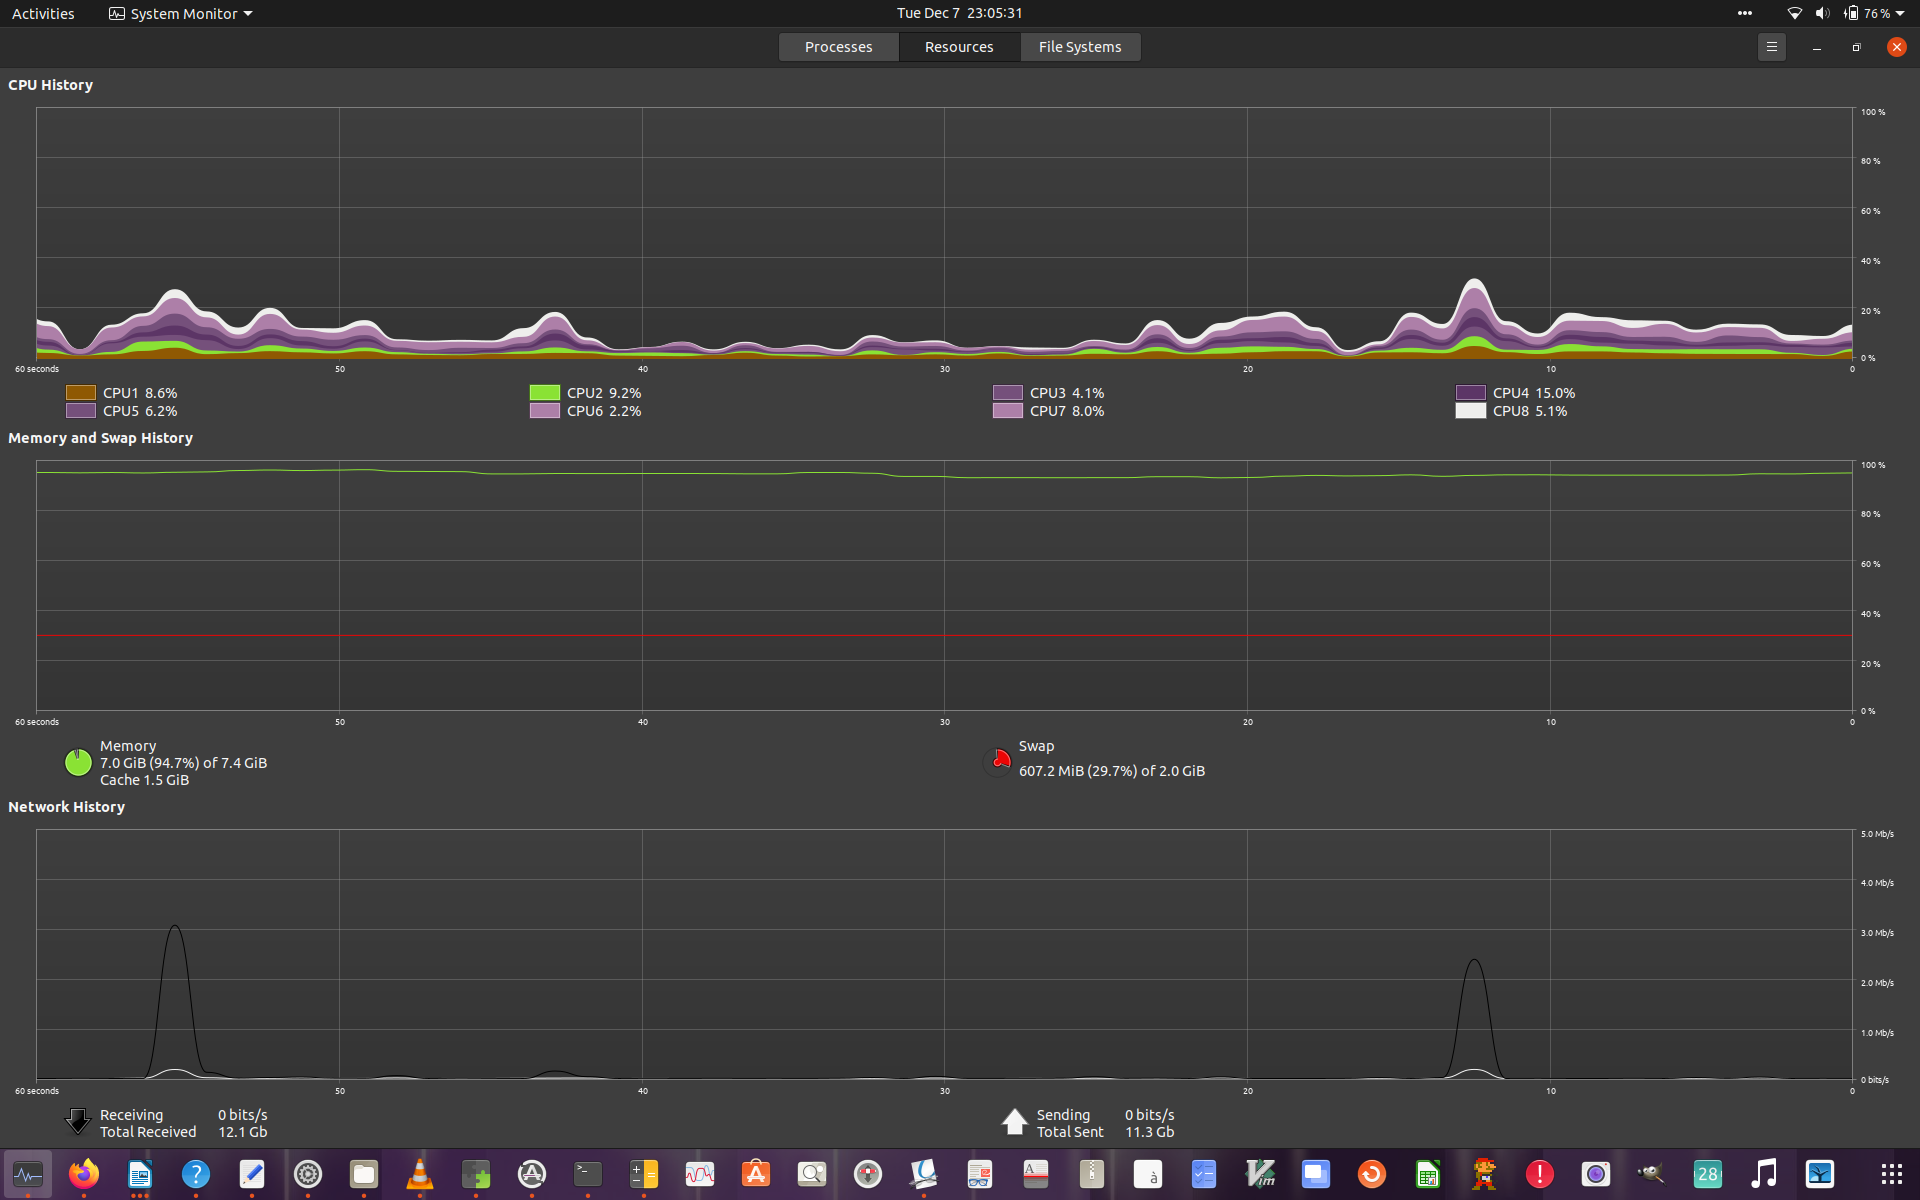 Activities
System Monitor
Tue Dec 7 23:05:31
76 %
Processes
Resources
File Systems
CPU History
100 %
80 %
60 %
40 %
20 %
0 %
60 seconds
50
40
30
20
10
0
CPU1 8.6%
CPU2 9.2%
CPU3 4.1%
CPU4 15.0%
CPU5 6.2%
CPU6 2.2%
CPU7 8.0%
CPU8 5.1%
Memory and Swap History
100 %
80 %
60 %
40 %
20 %
0 %
60 seconds
50
40
30
20
10
0
Memory
7.0 GiB (94.7%) of 7.4 GiB
Cache 1.5 GiB
Swap
607.2 MiB (29.7%) of 2.0 GiB
Network History
5.0 Mb/s
4.0 Mb/s
3.0 Mb/s
2.0 Mb/s
1.0 Mb/s
0 bits/s
60 seconds
50
40
30
20
10
0
Receiving 0 bits/s
Total Received 12.1 Gb
Sending 0 bits/s
Total Sent 11.3 Gb
?
>_
A
à
Vim
!
28